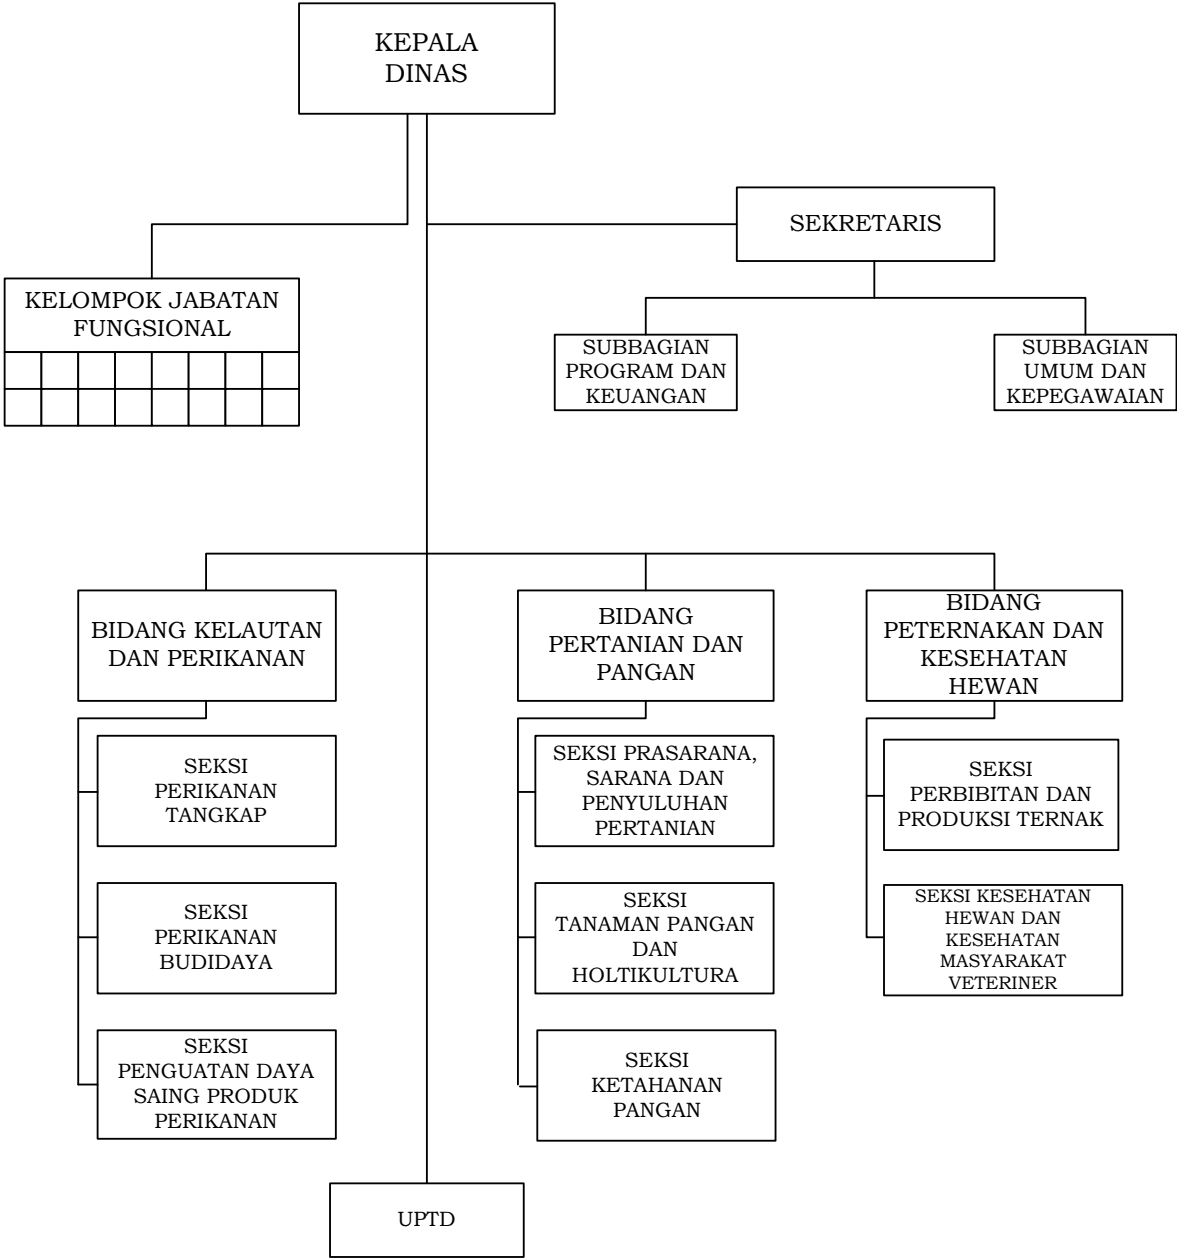 KEPALA
DINAS
SEKRETARIS
KELOMPOK JABATAN
FUNGSIONAL
SUBBAGIAN
PROGRAM DAN
KEUANGAN
SUBBAGIAN
UMUM DAN
KEPEGAWAIAN
BIDANG KELAUTAN
DAN PERIKANAN
BIDANG
PERTANIAN DAN
PANGAN
BIDANG
PETERNAKAN DAN
KESEHATAN
HEWAN
SEKSI
PERIKANAN
TANGKAP
SEKSI PRASARANA,
SARANA DAN
PENYULUHAN
PERTANIAN
SEKSI
PERBIBITAN DAN
PRODUKSI TERNAK
SEKSI
PERIKANAN
BUDIDAYA
SEKSI
TANAMAN PANGAN
DAN
HOLTIKULTURA
SEKSI KESEHATAN
HEWAN DAN
KESEHATAN
MASYARAKAT
VETERINER
SEKSI
PENGUATAN DAYA
SAING PRODUK
PERIKANAN
SEKSI
KETAHANAN
PANGAN
UPTD